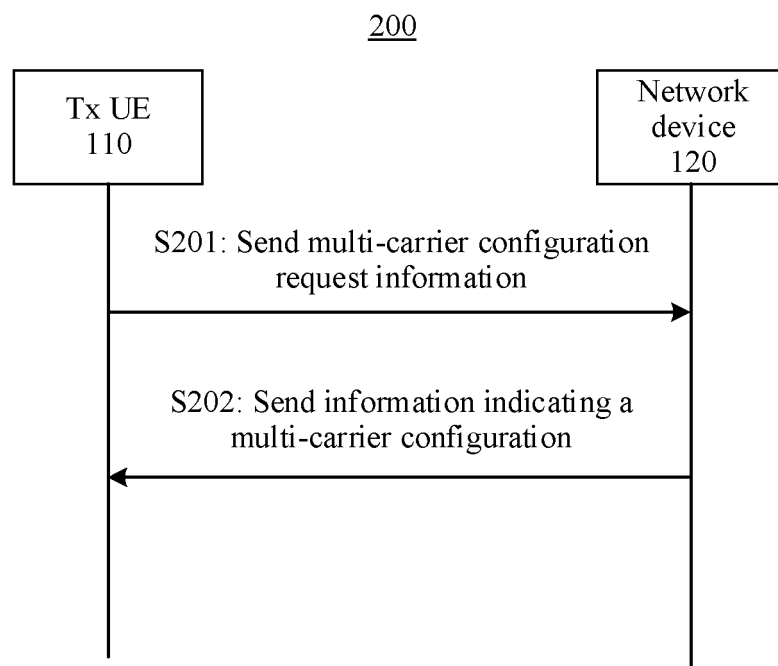 200
Tx UE
110
Network
device
120
S201: Send multi-carrier configuration
request information
S202: Send information indicating a
multi-carrier configuration